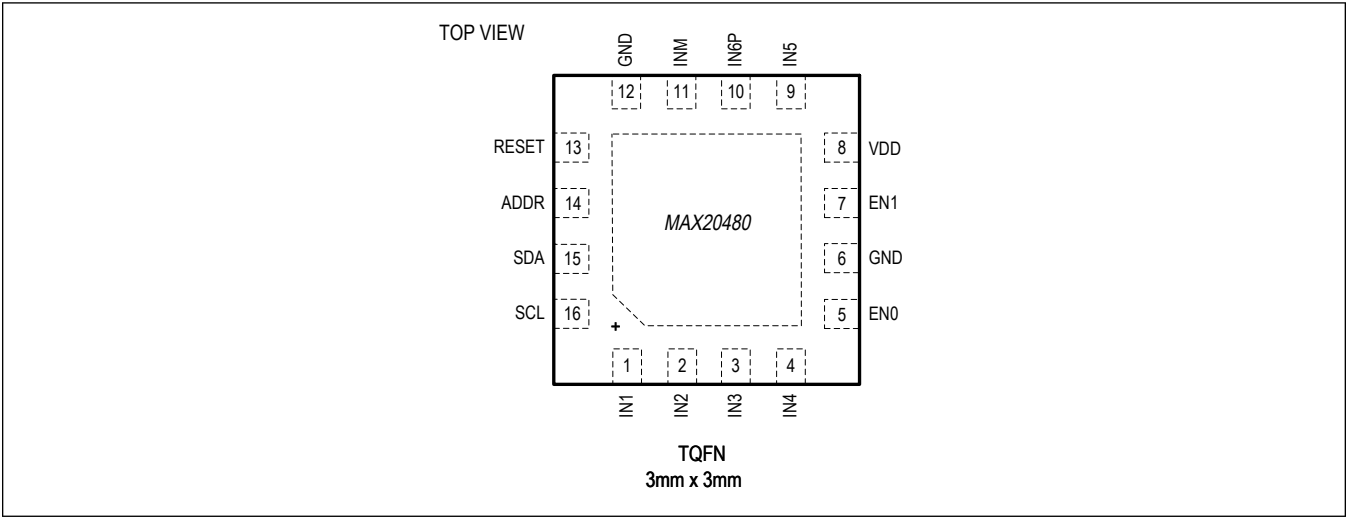 TOP VIEW
GND INM IN6P IN5
12 11 10 9
RESET 13 8 VDD
ADDR 14 7 EN1
MAX20480
SDA 15 6 GND
SCL 16 5 EN0
+
1 2 3 4
IN1 IN2 IN3 IN4
TQFN
3mm x 3mm